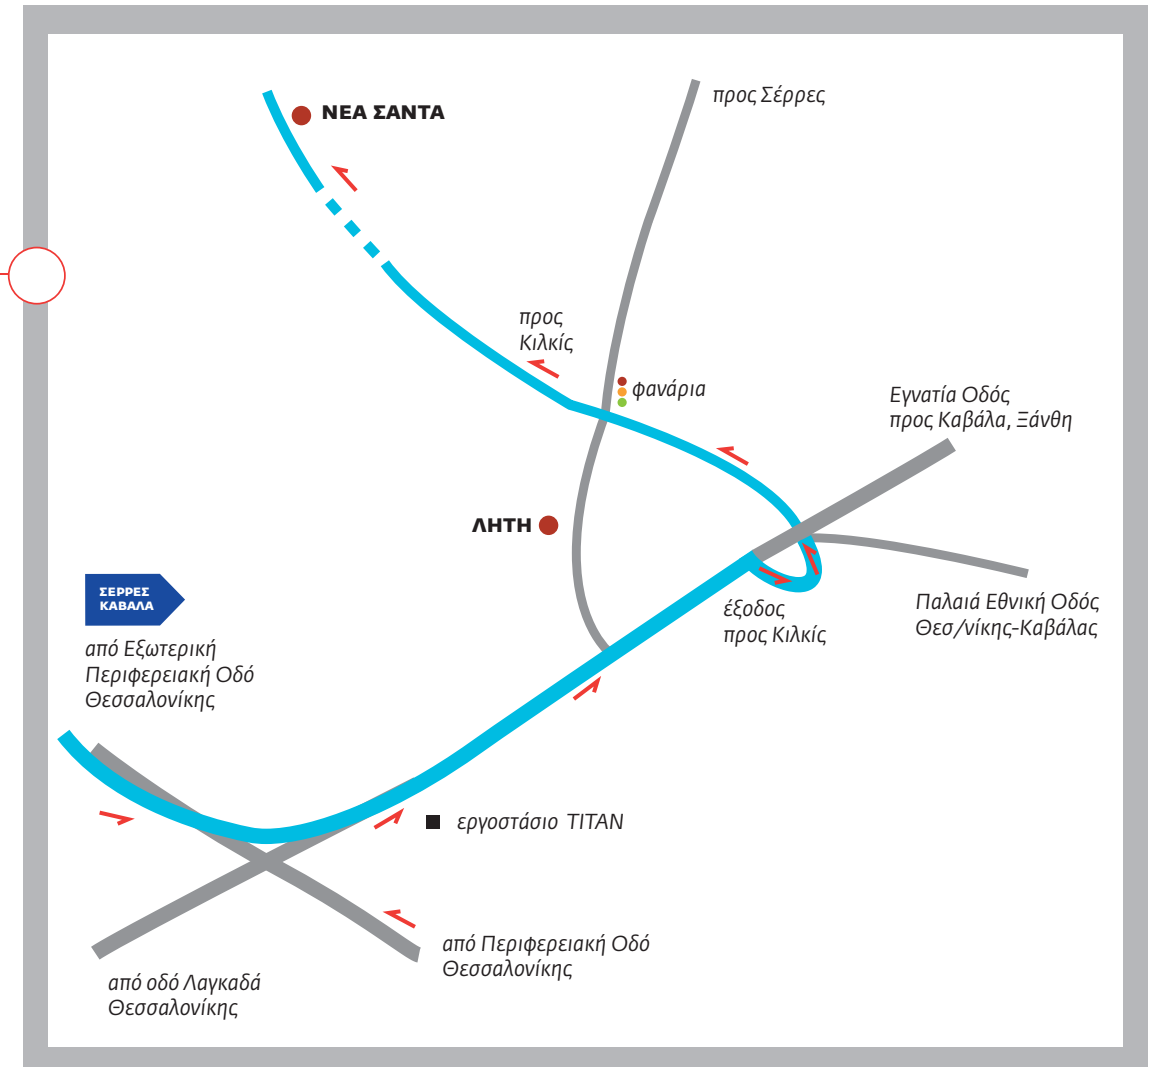 ΝΕΑ ΣΑΝΤΑ
προς Σέρρες
προς
Κιλκίς
φανάρια
Εγνατία Οδός
προς Καβάλα, Ξάνθη
ΛΗΤΗ
ΣΕΡΡΕΣ
ΚΑΒΑΛΑ
έξοδος
προς Κιλκίς
Παλαιά Εθνική Οδός
Θεσ/νίκης-Καβάλας
από Εξωτερική
Περιφερειακή Οδό
Θεσσαλονίκης
εργοστάσιο ΤΙΤΑΝ
από Περιφερειακή Οδό
Θεσσαλονίκης
από οδό Λαγκαδά
Θεσσαλονίκης